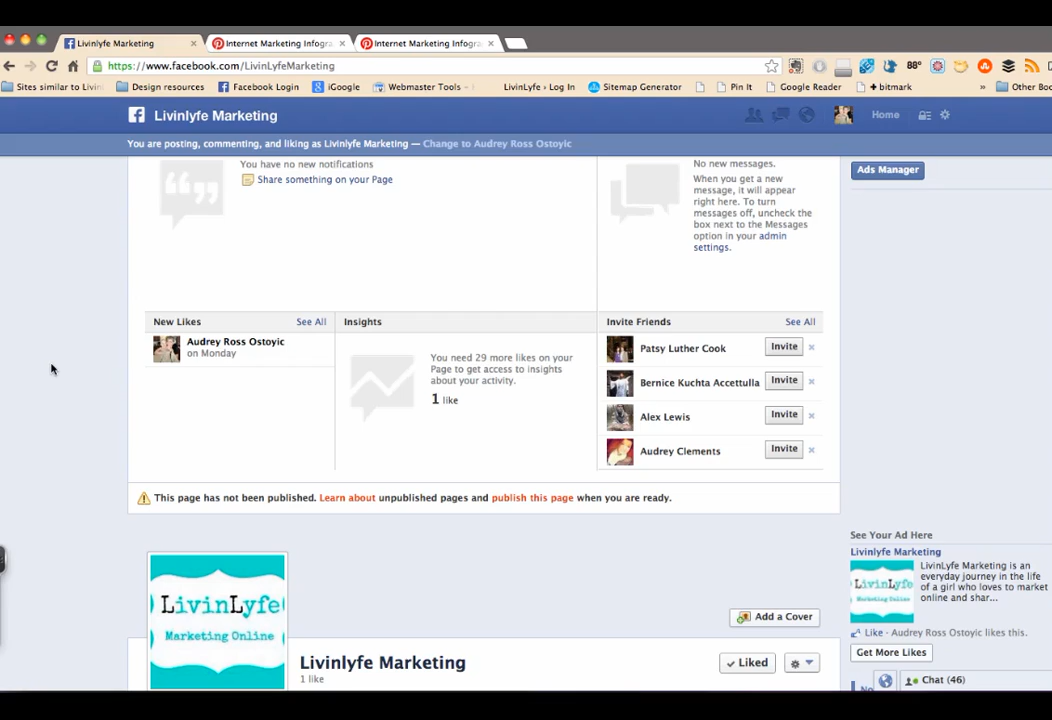 Livinlyfe Marketing
Internet Marketing Infogra
Internet Marketing Infogra
https://www.facebook.com/LivinLyfeMarketing
88°
Sites similar to Livin
Design resources
Facebook Login
iGoogle
Webmaster Tools -
LivinLyfe › Log In
Sitemap Generator
Pin It
Google Reader
+ bitmark
»
Other Boo
Livinlyfe Marketing
Home
You are posting, commenting, and liking as Livinlyfe Marketing — Change to Audrey Ross Ostoyic
You have no new notifications
Share something on your Page
No new messages.
When you get a new
message, it will appear
right here. To turn
messages off, uncheck the
box next to the Messages
option in your admin
settings.
Ads Manager
New Likes
See All
Audrey Ross Ostoyic
on Monday
Insights
You need 29 more likes on your
Page to get access to insights
about your activity.
1 like
Invite Friends
See All
Patsy Luther Cook
Invite
Bernice Kuchta Accettulla
Invite
Alex Lewis
Invite
Audrey Clements
Invite
This page has not been published. Learn about unpublished pages and publish this page when you are ready.
LivinLyfe
Marketing Online
Add a Cover
Livinlyfe Marketing
1 like
Liked
See Your Ad Here
Livinlyfe Marketing
LivinLyfe
Marketing Online
LivinLyfe Marketing is an
everyday journey in the life
of a girl who loves to market
online and shar...
Like · Audrey Ross Ostoyic likes this.
Get More Likes
Chat (46)